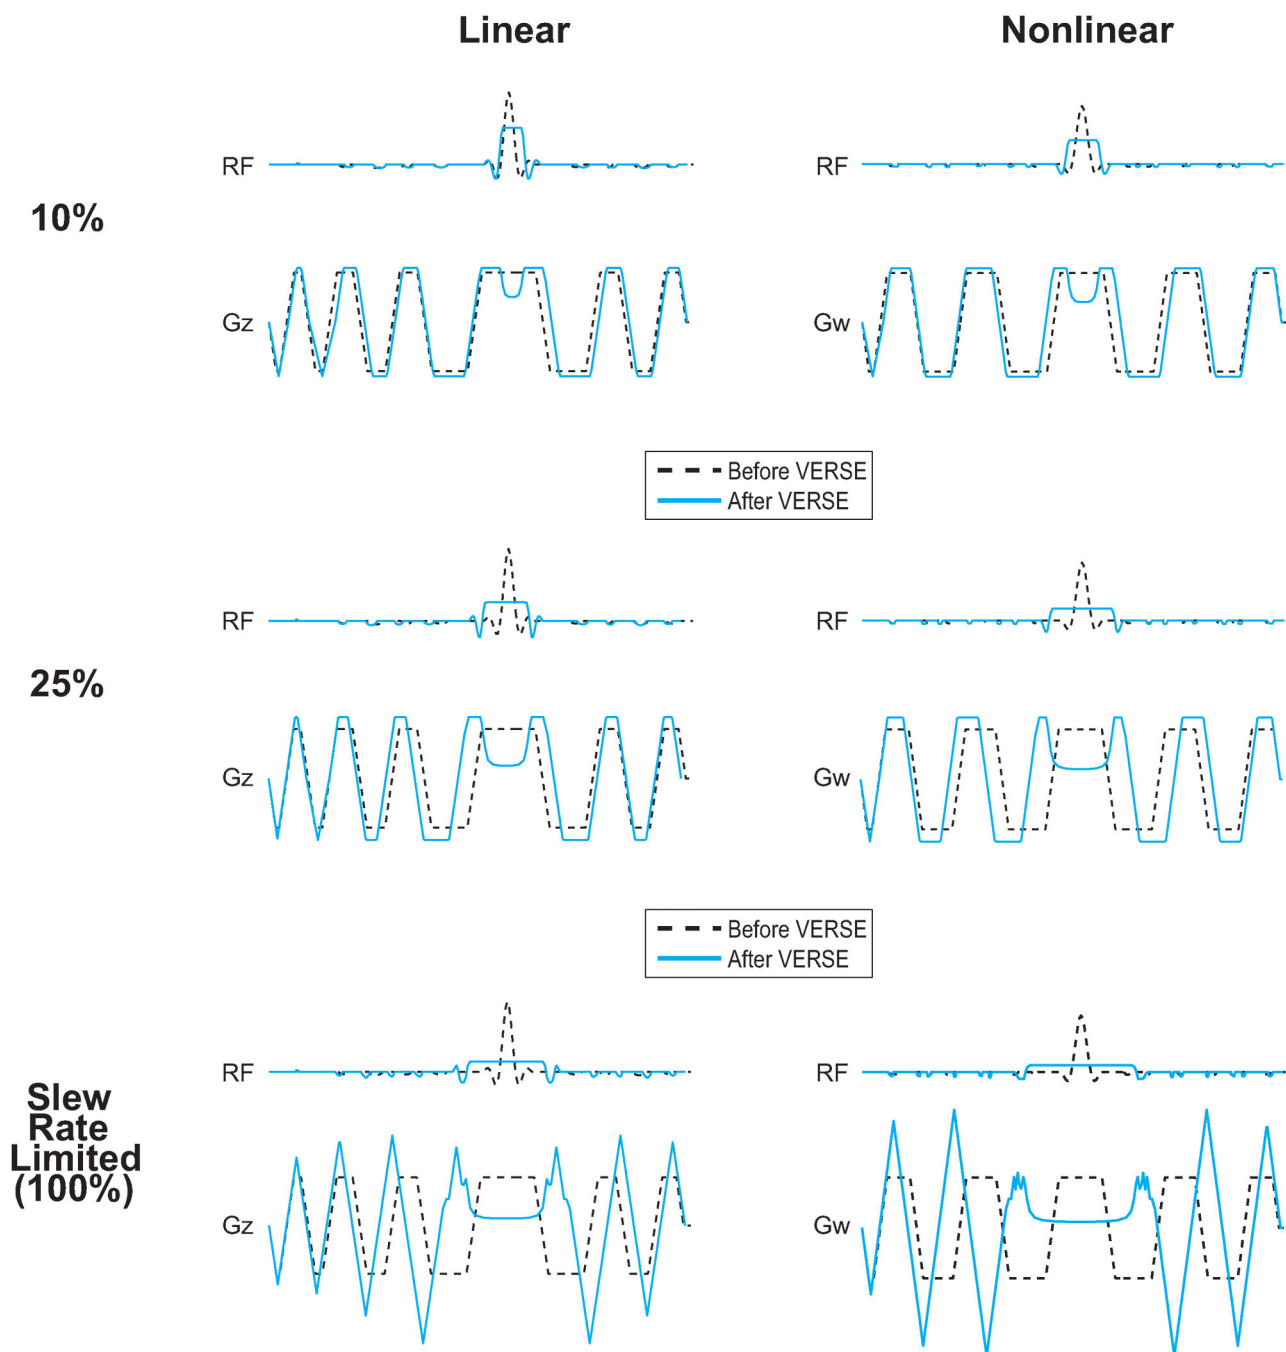 Linear
Nonlinear
10%
RF
RF
Gz
Gw
Before VERSE
After VERSE
25%
RF
RF
Gz
Gw
Before VERSE
After VERSE
Slew
Rate
Limited
(100%)
RF
RF
Gz
Gw